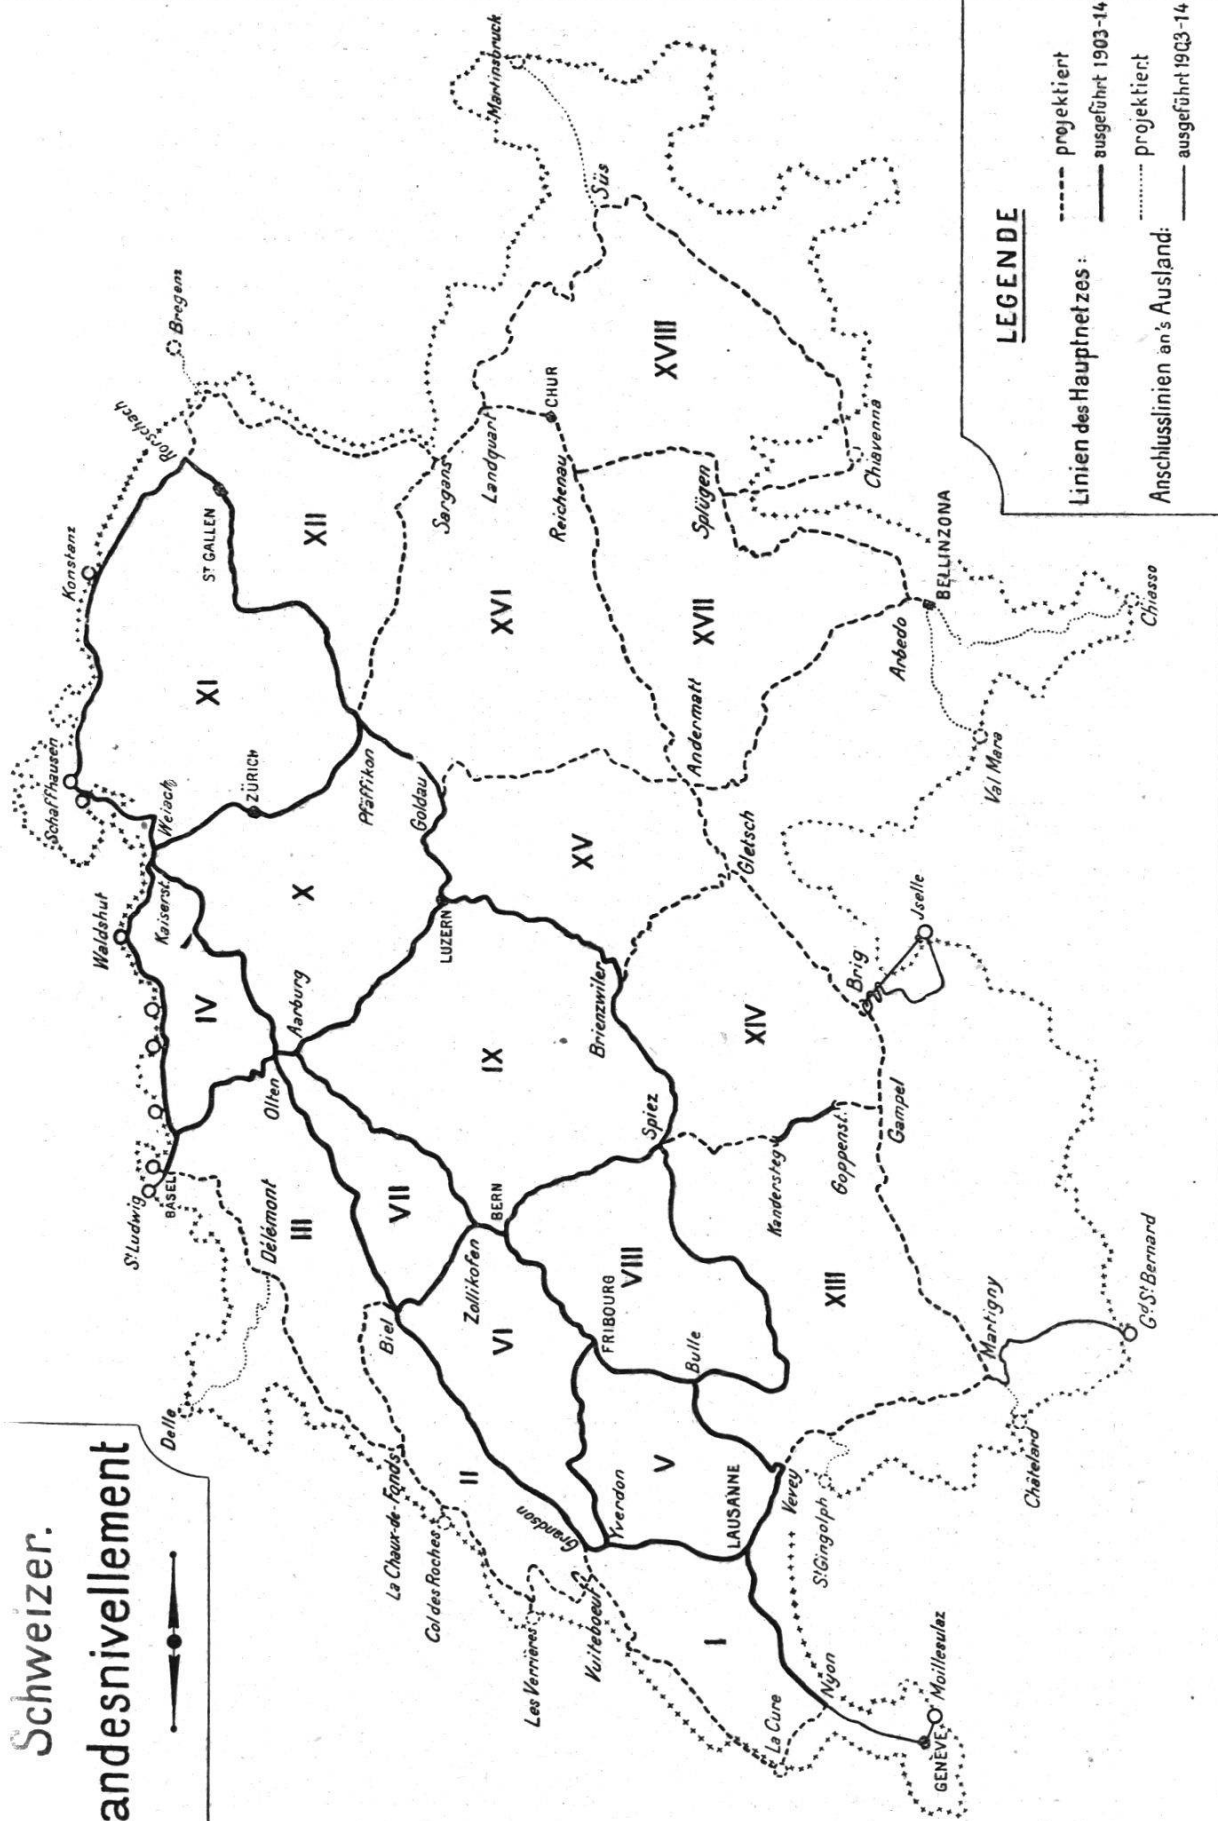 Schweizer.
andesnivellement
Delle
Delémont
St Ludwig
BASEL
Waldshut
Kaiserst.
Weiach
Schaffhausen
Konstanz
Rorschach
Bregenz
ST GALLEN
ZÜRICH
Pfäffikon
Goldau
LUZERN
Aarburg
Olten
Biel
Zollikofen
BERN
La Chaux-de-Fonds
Col des Roches
Les Verrières
Vuiteboeuf
Grandson
Yverdon
LAUSANNE
Vevey
St Gingolph
FRIBOURG
Bulle
Spiez
Brienzwiler
Kandersteg
Goppenst.
Gampel
Brig
Jselle
Gletsch
Andermatt
Arbedo
BELLINZONA
Val Mara
Chiasso
Chiavenna
Splügen
Reichenau
CHUR
Landquart
Sargans
Süs
Martinsbruck
La Cure
Nyon
GENÈVE
Moillesulaz
Martigny
Châtelard
Gd St Bernard
I
II
III
IV
V
VI
VII
VIII
IX
X
XI
XII
XIII
XIV
XV
XVI
XVII
XVIII
LEGENDE
Linien des Hauptnetzes:
projektiert
ausgeführt 1903-14
Anschlusslinien an's Ausland:
projektiert
ausgeführt 1903-14